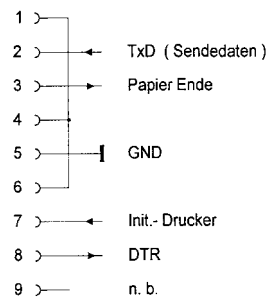 1
2 TxD ( Sendedaten )
3 Papier Ende
4
5 GND
6
7 Init.- Drucker
8 DTR
9 n. b.